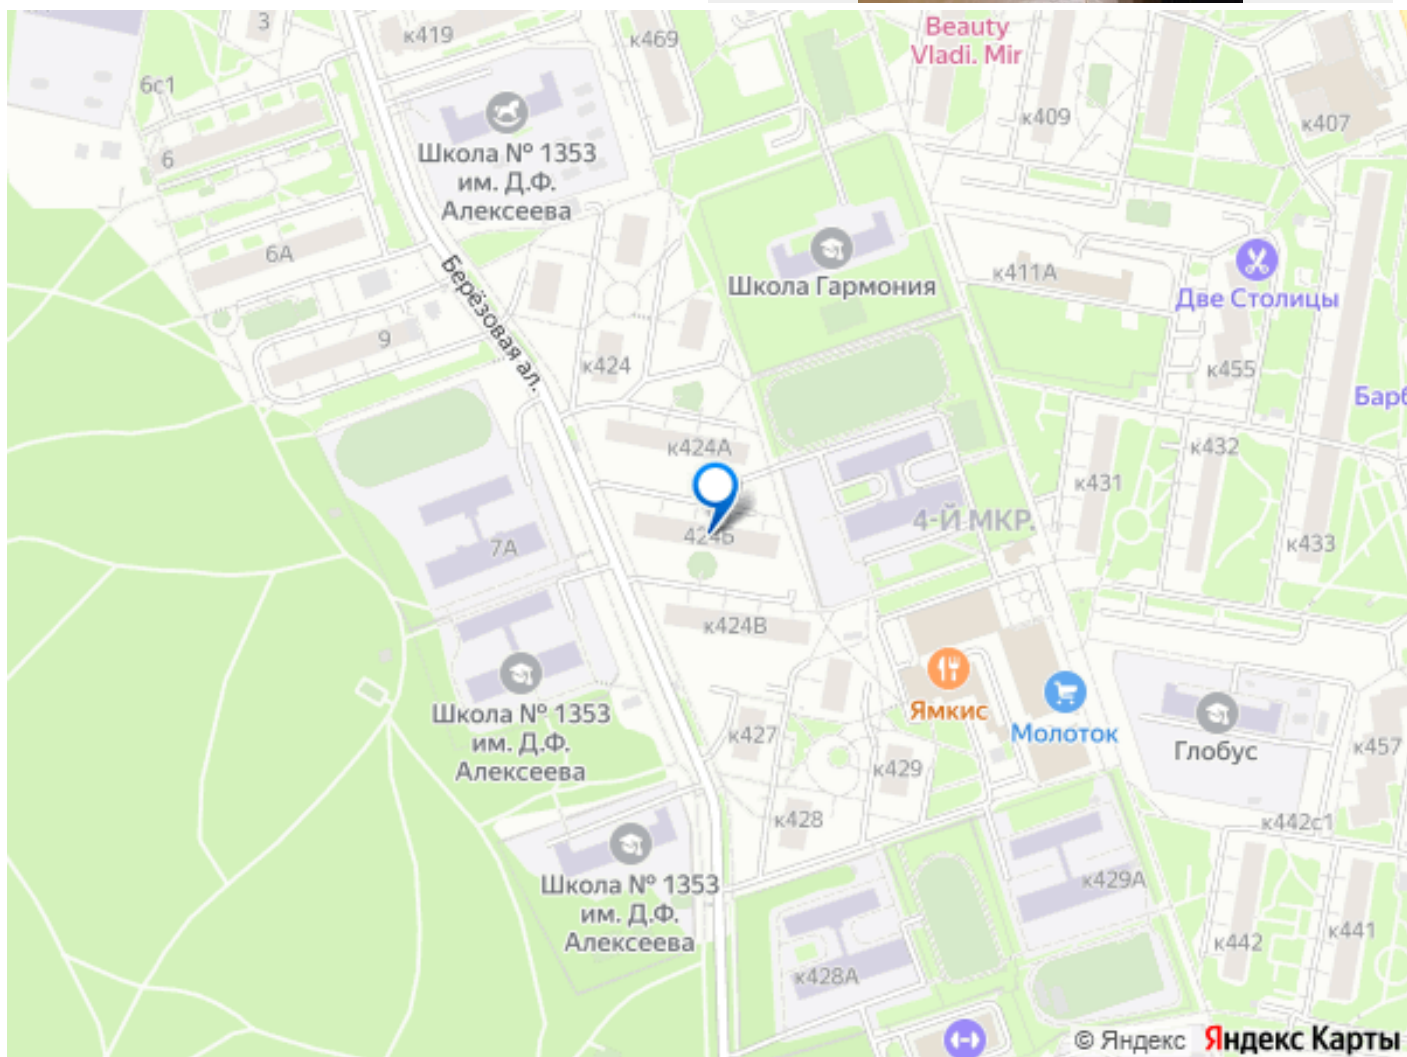 Beauty
Vladi. Mir
3
к419
к469
6с1
к409
к407
6
Школа № 1353
им. Д.Ф.
Алексеева
6А
Школа Гармония
к411А
Две Столицы
Берёзовая ал.
9
к424
к455
Барб
к424А
к432
к431
4-Й МКР.
424Б
7А
к433
к424В
Школа № 1353
им. Д.Ф.
Алексеева
Ямкис
Молоток
к427
Глобус
к457
к429
к428
к442с1
Школа № 1353
им. Д.Ф.
Алексеева
к429А
к442
к441
к428А
© Яндекс Яндекс Карты